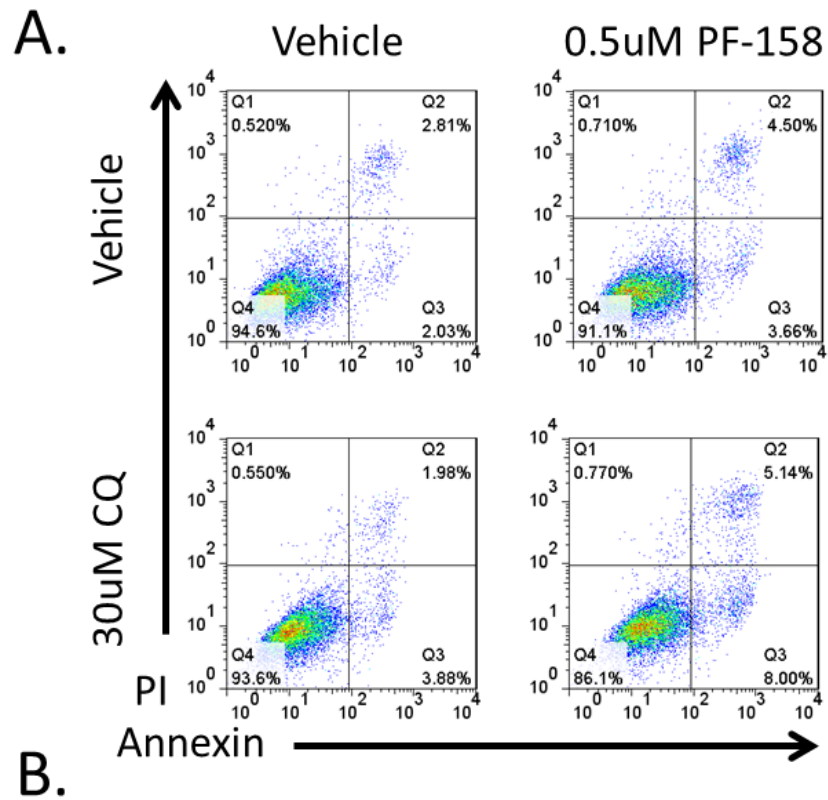 A.
Vehicle
0.5uM PF-158
Vehicle
10^4
10^3
10^2
10^1
10^0
Q1
0.520%
Q2
2.81%
Q4
94.6%
Q3
2.03%
10^0 10^1 10^2 10^3 10^4
10^4
10^3
10^2
10^1
10^0
Q1
0.710%
Q2
4.50%
Q4
91.1%
Q3
3.66%
10^0 10^1 10^2 10^3 10^4
30uM CQ
10^4
10^3
10^2
10^1
10^0
Q1
0.550%
Q2
1.98%
Q4
93.6%
Q3
3.88%
10^0 10^1 10^2 10^3 10^4
10^4
10^3
10^2
10^1
10^0
Q1
0.770%
Q2
5.14%
Q4
86.1%
Q3
8.00%
10^0 10^1 10^2 10^3 10^4
PI
Annexin
B.